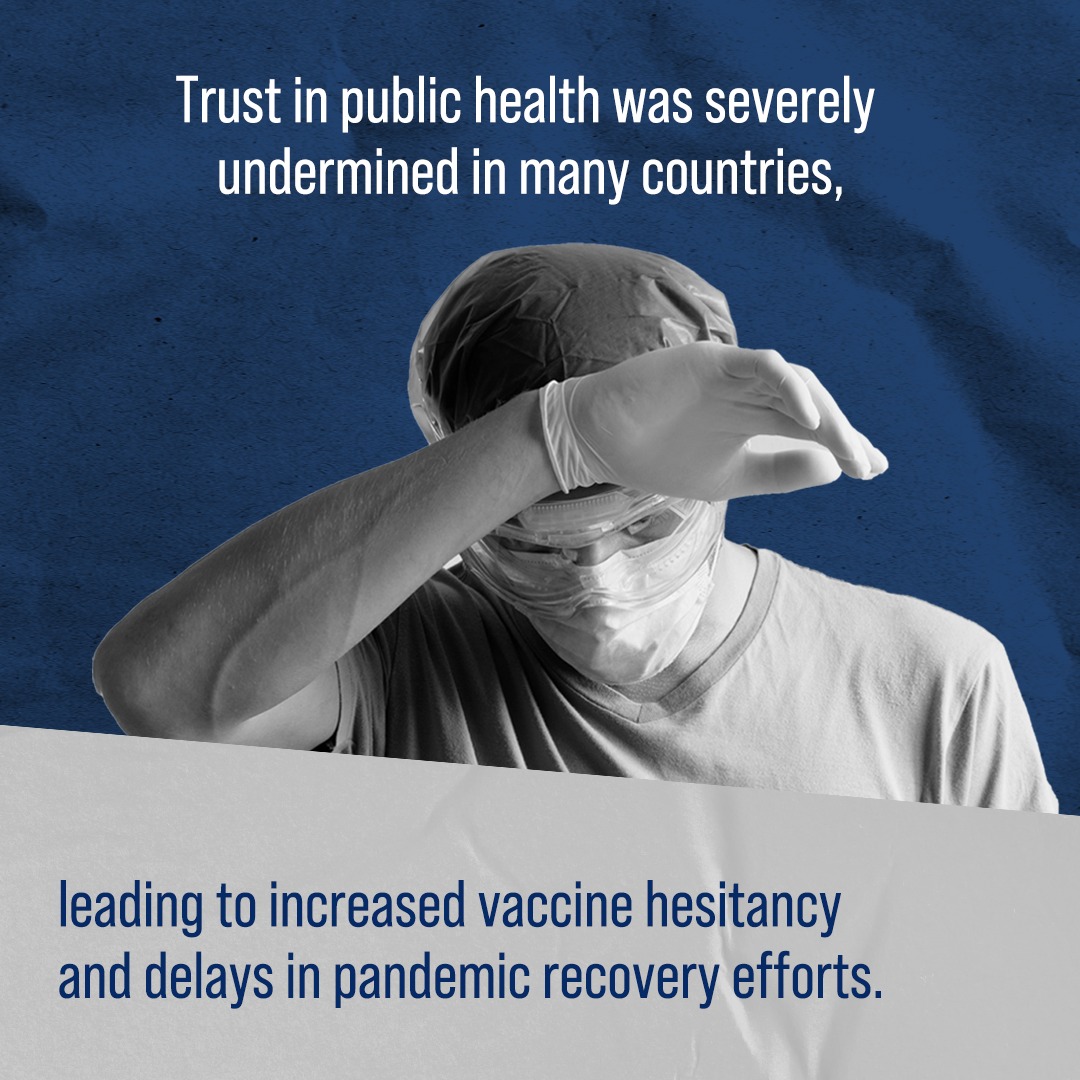 Trust in public health was severely
undermined in many countries,
leading to increased vaccine hesitancy
and delays in pandemic recovery efforts.